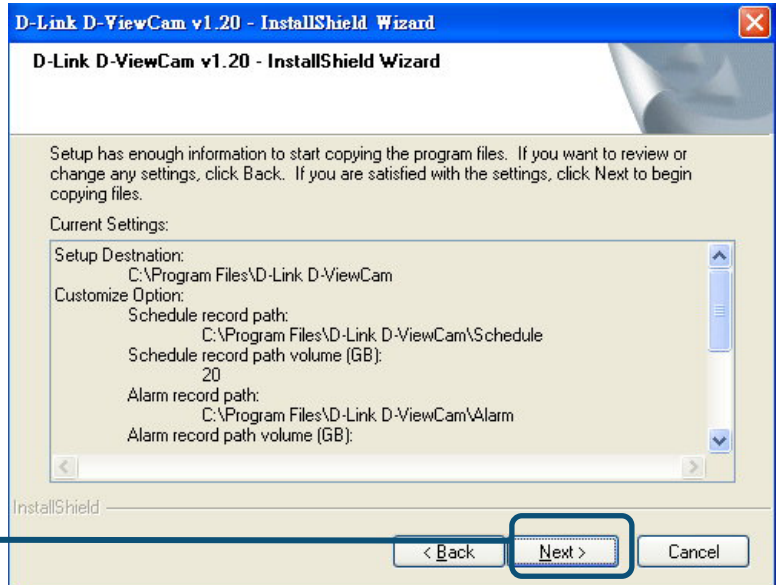 D-Link D-ViewCam v1.20 - InstallShield Wizard
D-Link D-ViewCam v1.20 - InstallShield Wizard
Setup has enough information to start copying the program files. If you want to review or
change any settings, click Back. If you are satisfied with the settings, click Next to begin
copying files.
Current Settings:
Setup Destnation:
C:\Program Files\D-Link D-ViewCam
Customize Option:
Schedule record path:
C:\Program Files\D-Link D-ViewCam\Schedule
Schedule record path volume (GB):
20
Alarm record path:
C:\Program Files\D-Link D-ViewCam\Alarm
Alarm record path volume (GB):
InstallShield
< Back
Next >
Cancel